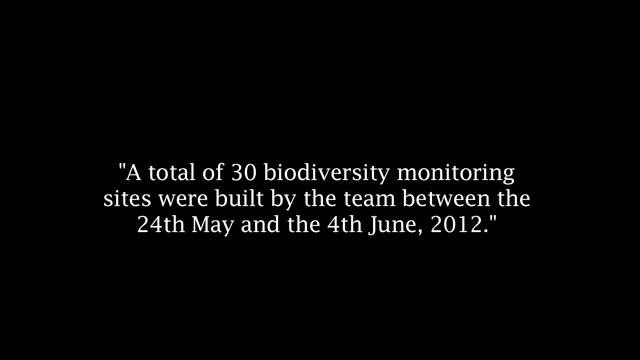 "A total of 30 biodiversity monitoring
sites were built by the team between the
24th May and the 4th June, 2012."